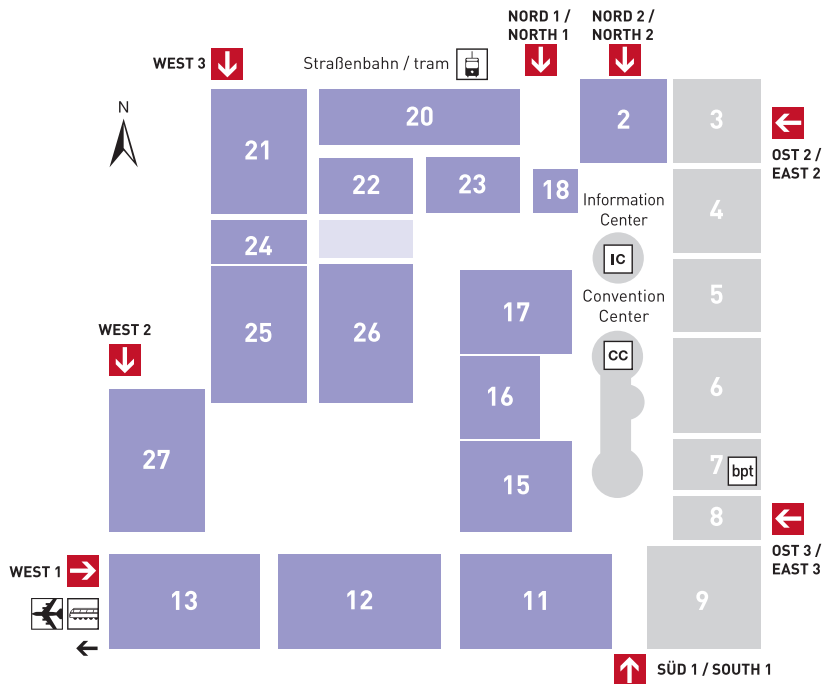 NORD 1 /
NORTH 1
NORD 2 /
NORTH 2
WEST 3
Straßenbahn / tram
N
20
2
3
21
OST 2 /
EAST 2
22
23
18
Information
Center
4
24
IC
Convention
Center
5
17
25
26
WEST 2
CC
6
16
27
15
7
bpt
8
OST 3 /
EAST 3
WEST 1
13
12
11
9
SÜD 1 / SOUTH 1